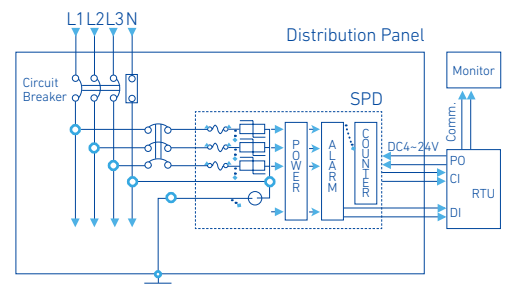 L1 L2 L3 N
Distribution Panel
Circuit
Breaker
SPD
POWER
ALARM
COUNTER
DC4~24V
Comm.
Monitor
PO
CI
RTU
DI